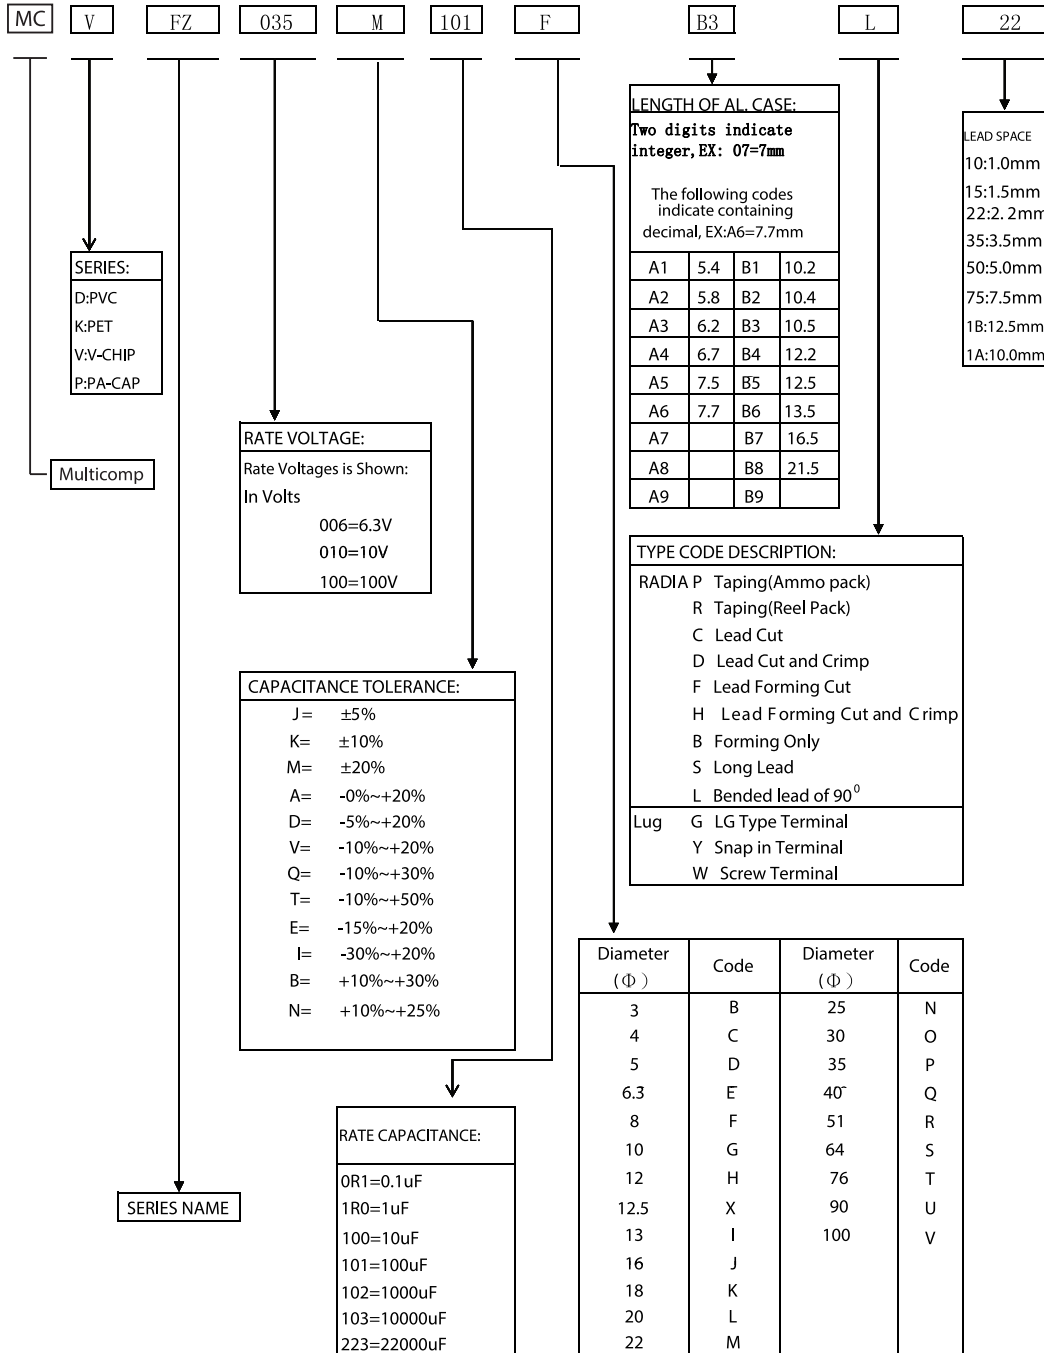 MC V FZ 035 M 101 F B3 L 22
LENGTH OF AL. CASE:
Two digits indicate
integer,EX: 07=7mm
The following codes
indicate containing
decimal, EX:A6=7.7mm
A1 5.4 B1 10.2
A2 5.8 B2 10.4
A3 6.2 B3 10.5
A4 6.7 B4 12.2
A5 7.5 B5 12.5
A6 7.7 B6 13.5
A7 B7 16.5
A8 B8 21.5
A9 B9
LEAD SPACE
10:1.0mm
15:1.5mm
22:2.2mm
35:3.5mm
50:5.0mm
75:7.5mm
1B:12.5mm
1A:10.0mm
SERIES:
D:PVC
K:PET
V:V-CHIP
P:PA-CAP
Multicomp
RATE VOLTAGE:
Rate Voltages is Shown:
In Volts
006=6.3V
010=10V
100=100V
TYPE CODE DESCRIPTION:
RADIA P Taping(Ammo pack)
R Taping(Reel Pack)
C Lead Cut
D Lead Cut and Crimp
F Lead Forming Cut
H Lead Forming Cut and Crimp
B Forming Only
S Long Lead
L Bended lead of 90⁰
Lug G LG Type Terminal
Y Snap in Terminal
W Screw Terminal
CAPACITANCE TOLERANCE:
J= ±5%
K= ±10%
M= ±20%
A= -0%~+20%
D= -5%~+20%
V= -10%~+20%
Q= -10%~+30%
T= -10%~+50%
E= -15%~+20%
I= -30%~+20%
B= +10%~+30%
N= +10%~+25%
SERIES NAME
RATE CAPACITANCE:
0R1=0.1uF
1R0=1uF
100=10uF
101=100uF
102=1000uF
103=10000uF
223=22000uF
Diameter Code Diameter Code
(Φ) (Φ)
3 B 25 N
4 C 30 O
5 D 35 P
6.3 E 40 Q
8 F 51 R
10 G 64 S
12 H 76 T
12.5 X 90 U
13 I 100 V
16 J
18 K
20 L
22 M